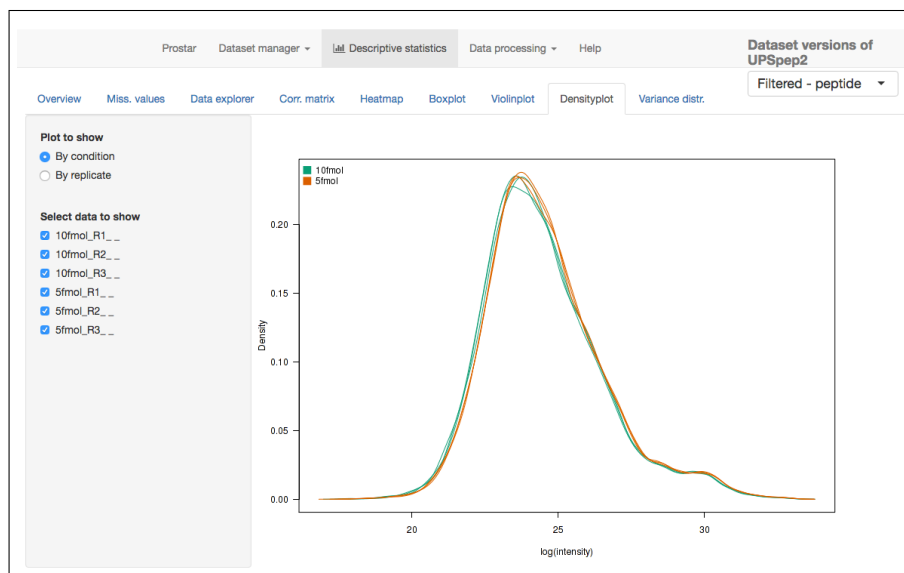 Prostar Dataset manager Descriptive statistics Data processing Help
Dataset versions of
UPSpep2
Filtered - peptide
Overview Miss. values Data explorer Corr. matrix Heatmap Boxplot Violinplot Densityplot Variance distr.
Plot to show
By condition
By replicate
Select data to show
10fmol_R1_ _
10fmol_R2_ _
10fmol_R3_ _
5fmol_R1_ _
5fmol_R2_ _
5fmol_R3_ _
10fmol
5fmol
0.20
0.15
0.10
0.05
0.00
Density
20 25 30
log(intensity)